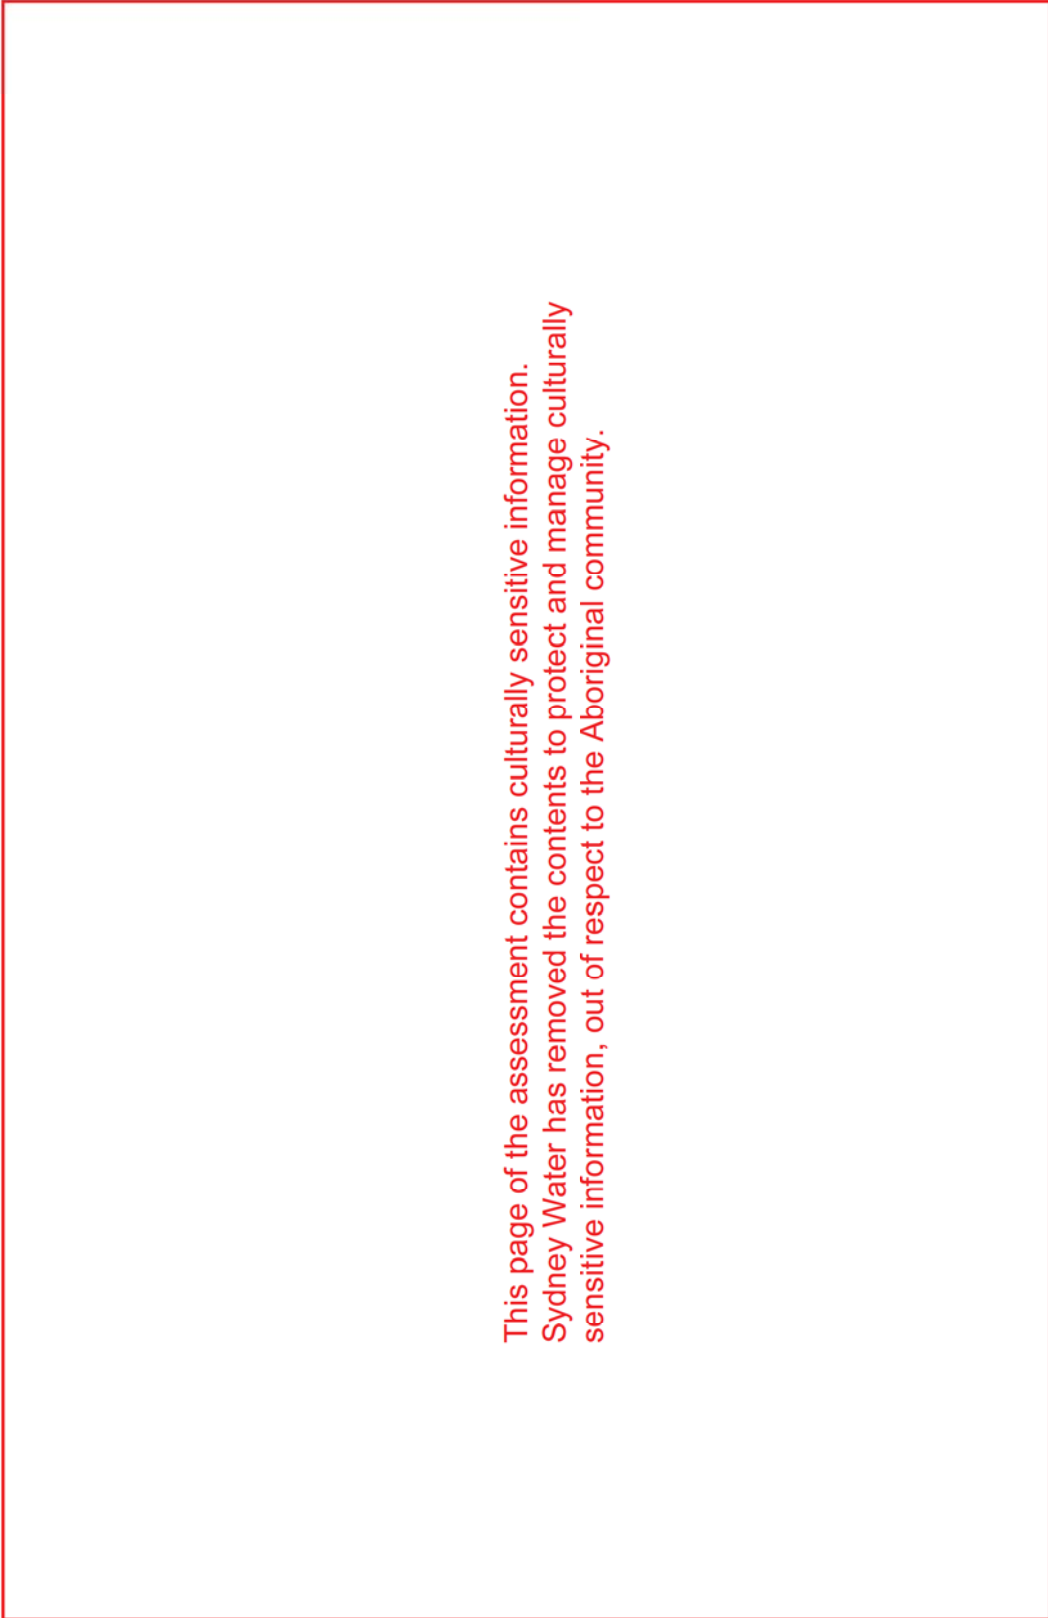 This page of the assessment contains culturally sensitive information.
Sydney Water has removed the contents to protect and manage culturally
sensitive information, out of respect to the Aboriginal community.